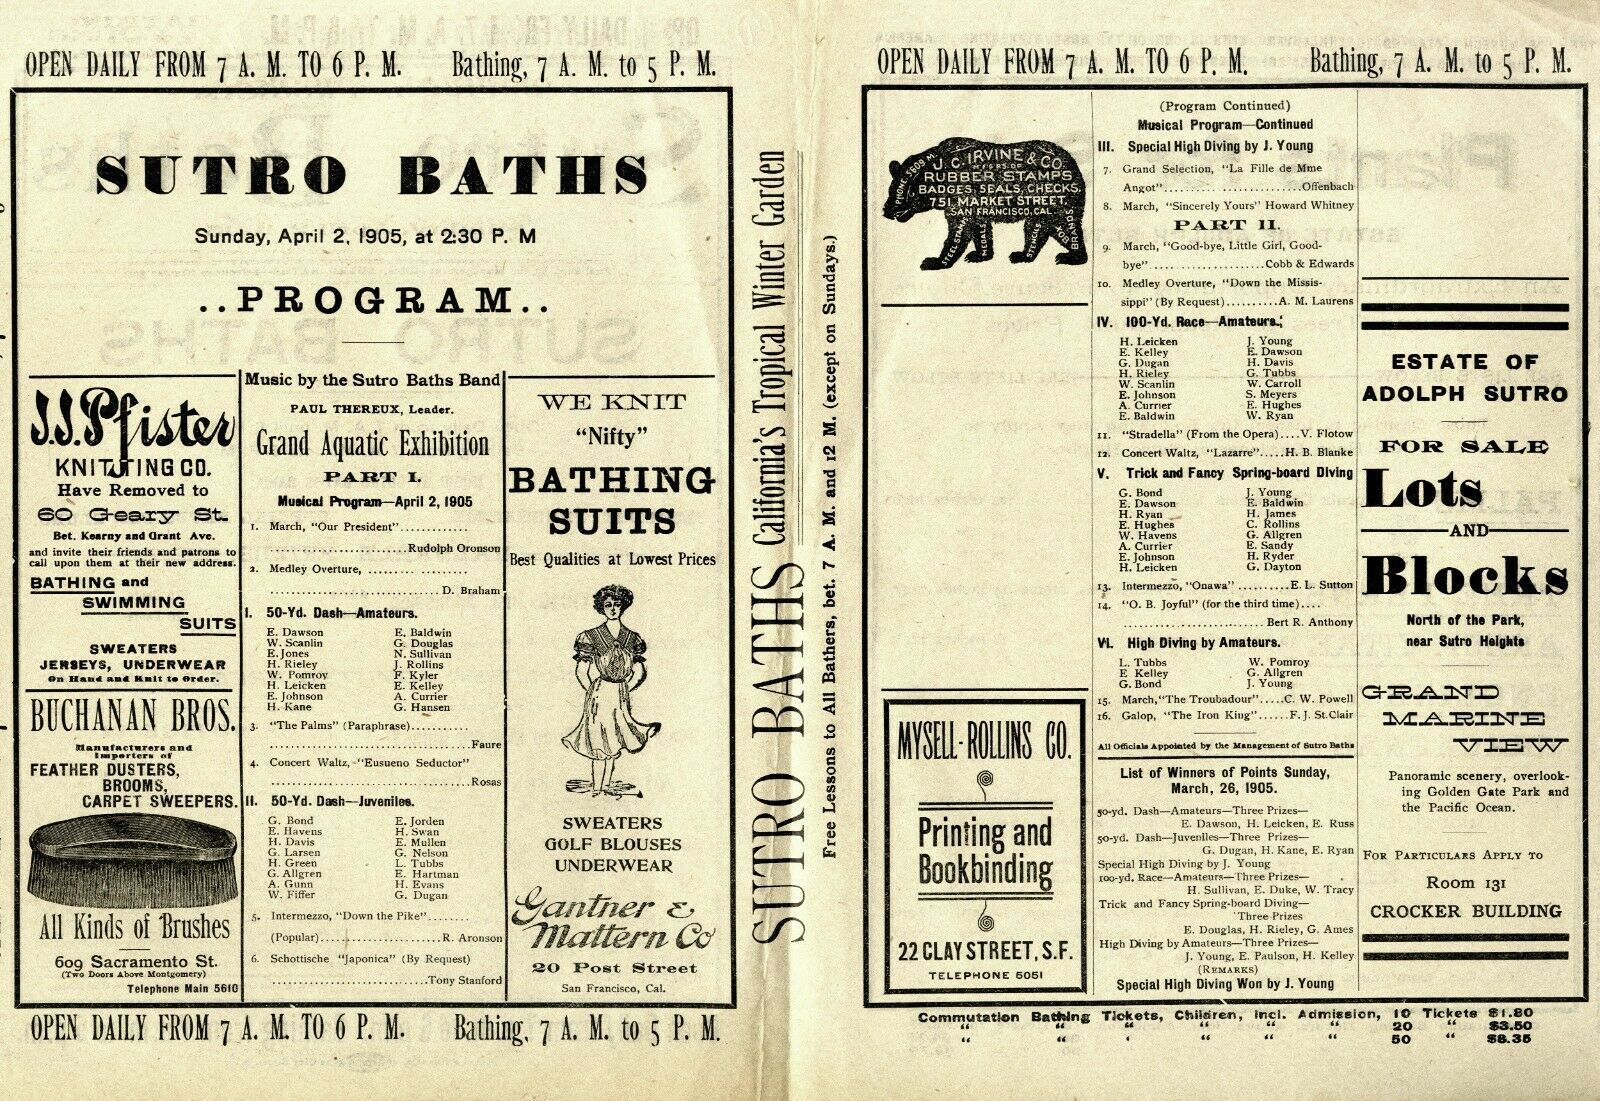 OPEN DAILY FROM 7 A. M. TO 6 P. M. Bathing, 7 A. M. to 5 P. M.
SUTRO BATHS
Sunday, April 2, 1905, at 2:30 P. M
..PROGRAM..
J.J. Pfister
KNITTING CO.
Have Removed to
60 Geary St.
Bet. Kearny and Grant Ave.
and invite their friends and patrons to
call upon them at their new address.
BATHING and
SWIMMING
SUITS
SWEATERS
JERSEYS, UNDERWEAR
On Hand and Knit to Order.
BUCHANAN BROS.
Manufacturers and
Importers of
FEATHER DUSTERS,
BROOMS,
CARPET SWEEPERS.
All Kinds of Brushes
609 Sacramento St.
(Two Doors Above Montgomery)
Telephone Main 5610
Music by the Sutro Baths Band
PAUL THEREUX, Leader.
Grand Aquatic Exhibition
PART I.
Musical Program—April 2, 1905
1. March, "Our President"............
..............................Rudolph Oronson
2. Medley Overture, ......... ..........
......................................D. Braham
I. 50-Yd. Dash—Amateurs.
E. Dawson E. Baldwin
W. Scanlin G. Douglas
E. Jones N. Sullivan
H. Rieley J. Rollins
W. Pomroy F. Kyler
H. Leicken E. Kelley
E. Johnson A. Currier
H. Kane G. Hansen
3. "The Palms" (Paraphrase)..........
............................................Faure
4. Concert Waltz, "Eusueno Seductor"
............................................Rosas
II. 50-Yd. Dash—Juveniles.
G. Bond E. Jorden
E. Havens H. Swan
H. Davis E. Mullen
G. Larsen G. Nelson
H. Green L. Tubbs
G. Allgren E. Hartman
A. Gunn H. Evans
W. Fiffer G. Dugan
5. Intermezzo, "Down the Pike"........
(Popular)..........................R. Aronson
6. Schottische "Japonica" (By Request)
..................................Tony Stanford
WE KNIT
"Nifty"
BATHING
SUITS
Best Qualities at Lowest Prices
SWEATERS
GOLF BLOUSES
UNDERWEAR
Gantner &
Mattern Co
20 Post Street
San Francisco, Cal.
OPEN DAILY FROM 7 A. M. TO 6 P. M. Bathing, 7 A. M. to 5 P. M.
SUTRO BATHS California's Tropical Winter Garden
Free Lessons to All Bathers, bet. 7 A. M. and 12 M. (except on Sundays.)
OPEN DAILY FROM 7 A. M. TO 6 P. M. Bathing, 7 A. M. to 5 P. M.
PHONE 5809 M.
J. C. IRVINE & CO.
MFGRS. OF
RUBBER STAMPS
BADGES, SEALS, CHECKS,
751 MARKET STREET.
SAN FRANCISCO, CAL.
STEEL STAMPS
MEDALS
STENCILS
BOX BRANDS
MYSELL-ROLLINS CO.
Printing and
Bookbinding
22 CLAY STREET, S.F.
TELEPHONE 5051
(Program Continued)
Musical Program—Continued
III. Special High Diving by J. Young
7. Grand Selection, "La Fille de Mme
Angot".................................Offenbach
8. March, "Sincerely Yours" Howard Whitney
PART II.
9. March, "Good-bye, Little Girl, Good-
bye" .......................Cobb & Edwards
10. Medley Overture, "Down the Missis-
sippi" (By Request)...........A. M. Laurens
IV. 100-Yd. Race—Amateurs.
H. Leicken J. Young
E. Kelley E. Dawson
G. Dugan H. Davis
H. Rieley G. Tubbs
W. Scanlin W. Carroll
E. Johnson S. Meyers
A. Currier E. Hughes
E. Baldwin W. Ryan
11. "Stradella" (From the Opera)....V. Flotow
12. Concert Waltz, "Lazarre".....H. B. Blanke
V. Trick and Fancy Spring-board Diving
G. Bond J. Young
E. Dawson E. Baldwin
H. Ryan H. James
E. Hughes C. Rollins
W. Havens G. Allgren
A. Currier E. Sandy
E. Johnson H. Ryder
H. Leicken G. Dayton
13. Intermezzo, "Onawa" ..........E. L. Sutton
14. "O. B. Joyful" (for the third time)....
.............................Bert R. Anthony
VI. High Diving by Amateurs.
L. Tubbs W. Pomroy
E Kelley G. Allgren
G. Bond J. Young
15. March, "The Troubadour".....C. W. Powell
16. Galop, "The Iron King".....F. J. St.Clair
All Officials Appointed by the Management of Sutro Baths
List of Winners of Points Sunday,
March, 26, 1905.
50-yd. Dash—Amateurs—Three Prizes—
E. Dawson, H. Leicken, E. Russ
50-yd. Dash—Juveniles—Three Prizes—
G. Dugan, H. Kane, E. Ryan
Special High Diving by J. Young
100-yd. Race—Amateurs—Three Prizes—
H. Sullivan, E. Duke, W. Tracy
Trick and Fancy Spring-board Diving—
Three Prizes
E. Douglas, H. Rieley, G. Ames
High Diving by Amateurs—Three Prizes—
J. Young, E. Paulson, H. Kelley
(REMARKS)
Special High Diving Won by J. Young
ESTATE OF
ADOLPH SUTRO
FOR SALE
Lots
AND
Blocks
North of the Park,
near Sutro Heights
GRAND
MARINE
VIEW
Panoramic scenery, overlook-
ing Golden Gate Park and
the Pacific Ocean.
FOR PARTICULARS APPLY TO
Room 131
CROCKER BUILDING
Commutation Bathing Tickets, Children, incl. Admission, 10 Tickets $1.80
" " " " " " 20 " $3.50
" " " " " " 50 " $8.35